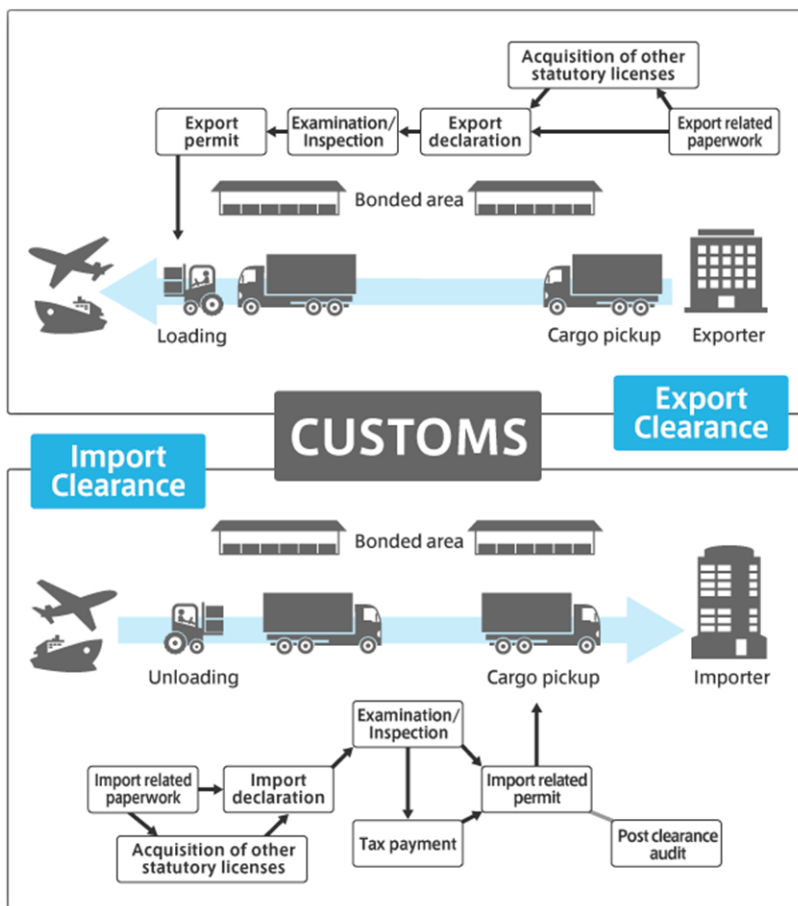 Acquisition of other
statutory licenses
Export
permit
Examination/
Inspection
Export
declaration
Export related
paperwork
Bonded area
Loading
Cargo pickup
Exporter
CUSTOMS
Export
Clearance
Import
Clearance
Bonded area
Unloading
Cargo pickup
Importer
Examination/
Inspection
Import related
paperwork
Import
declaration
Import related
permit
Acquisition of other
statutory licenses
Tax payment
Post clearance
audit